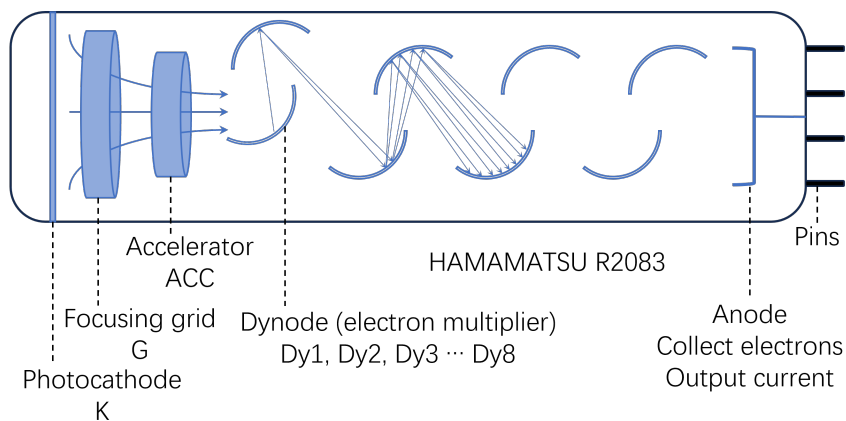 Pins
Accelerator
ACC
HAMAMATSU R2083
Focusing grid
G
Dynode (electron multiplier)
Dy1, Dy2, Dy3 ··· Dy8
Anode
Collect electrons
Output current
Photocathode
K